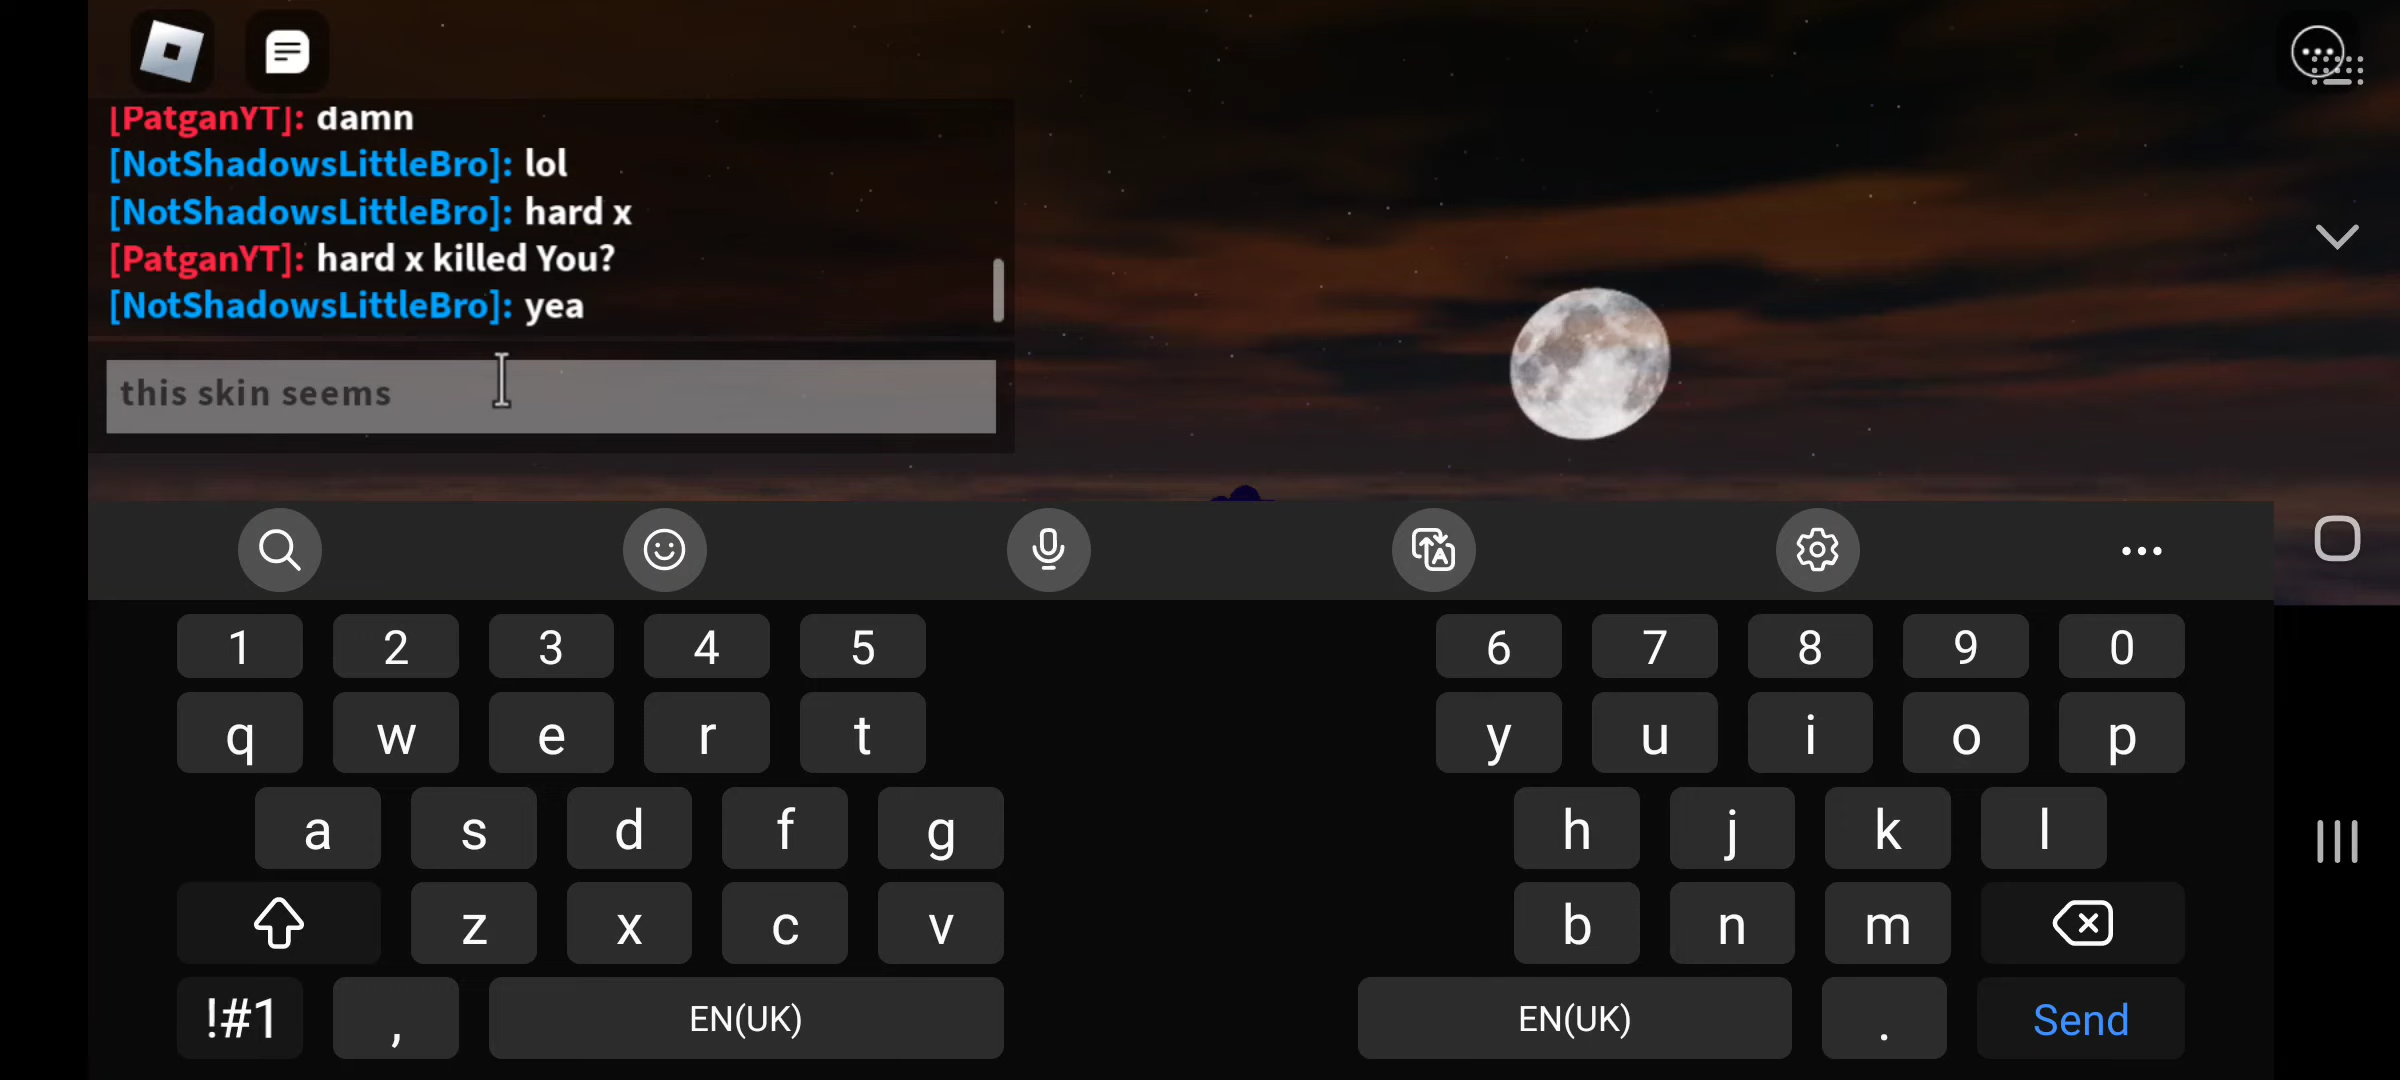 [PatganYT]: damn
[NotShadowsLittleBro]: lol
[NotShadowsLittleBro]: hard x
[PatganYT]: hard x killed You?
[NotShadowsLittleBro]: yea
this skin seems
1 2 3 4 5 6 7 8 9 0
q w e r t y u i o p
a s d f g h j k l
z x c v b n m
!#1 , EN(UK) EN(UK) . Send